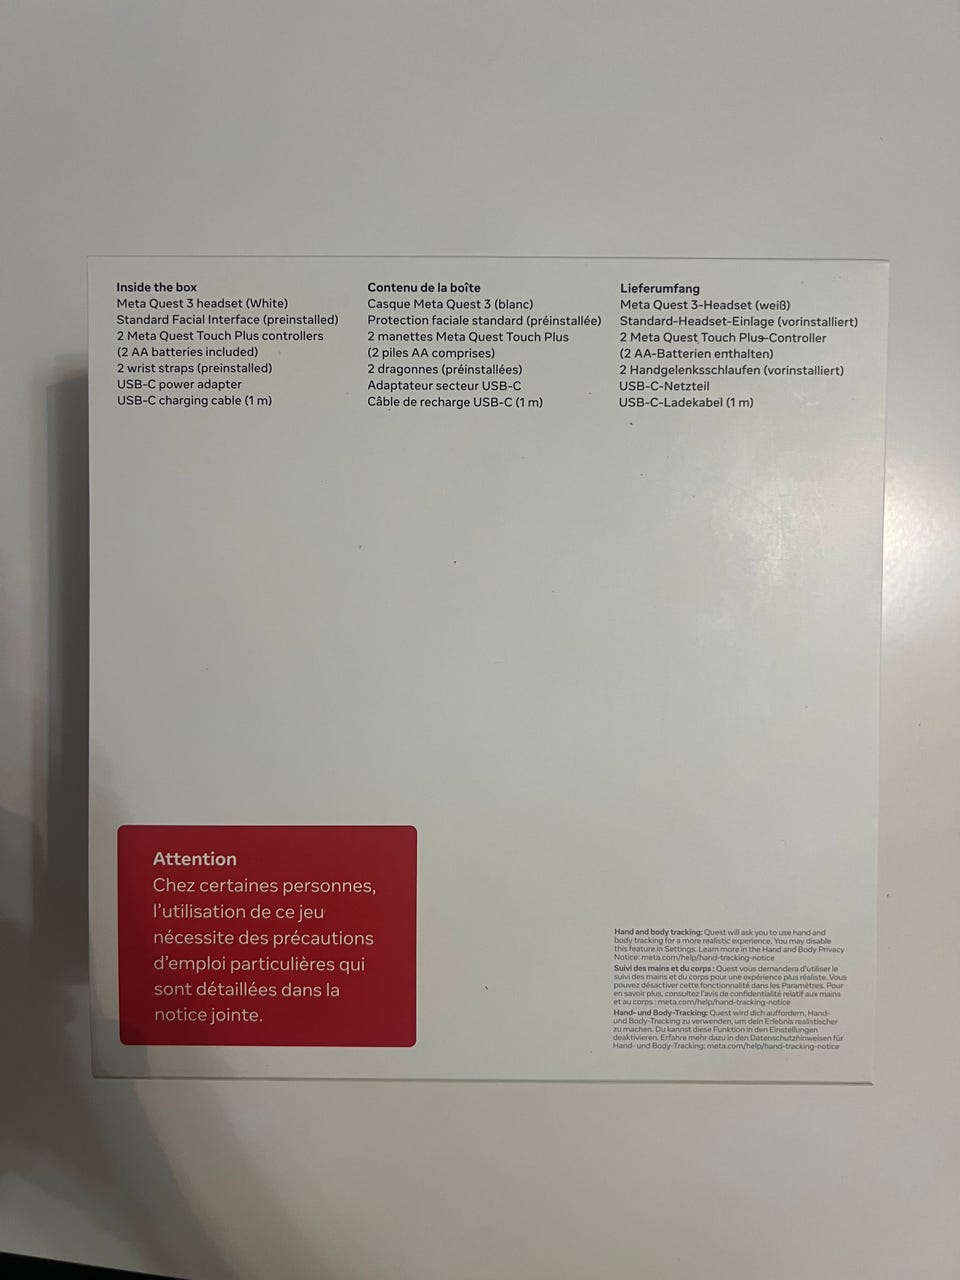 Inside the box
Meta Quest 3 headset (White)
Standard Facial Interface (preinstalled)
2 Meta Quest Touch Plus controllers
(2 AA batteries included)
2 wrist straps (preinstalled)
USB-C power adapter
USB-C charging cable (1 m)
Contenu de la boîte
Casque Meta Quest 3 (blanc)
Protection faciale standard (préinstallée)
2 manettes Meta Quest Touch Plus
(2 piles AA comprises)
2 dragonnes (préinstallées)
Adaptateur secteur USB-C
Câble de recharge USB-C (1 m)
Lieferumfang
Meta Quest 3-Headset (weiß)
Standard-Headset-Einlage (vorinstalliert)
2 Meta Quest Touch Plus-Controller
(2 AA-Batterien enthalten)
2 Handgelenksschlaufen (vorinstalliert)
USB-C-Netzteil
USB-C-Ladekabel (1 m)
Attention
Chez certaines personnes,
l'utilisation de ce jeu
nécessite des précautions
d'emploi particulières qui
sont détaillées dans la
notice jointe.
Hand and body tracking: Quest will ask you to use hand and
body tracking for a more realistic experience. You may disable
this feature in Settings. Learn more in the Hand and Body Privacy
Notice: meta.com/help/hand-tracking-notice
Suivi des mains et du corps : Quest vous demandera d'utiliser le
suivi des mains et du corps pour une expérience plus réaliste. Vous
pouvez désactiver cette fonctionnalité dans les Paramètres. Pour
en savoir plus, consultez l'avis de confidentialité relatif aux mains
et au corps : meta.com/help/hand-tracking-notice
Hand- und Body-Tracking: Quest wird dich auffordern, Hand-
und Body-Tracking zu verwenden, um dein Erlebnis realistischer
zu machen. Du kannst diese Funktion in den Einstellungen
deaktivieren. Erfahre mehr dazu in den Datenschutzhinweisen für
Hand- und Body-Tracking: meta.com/help/hand-tracking-notice